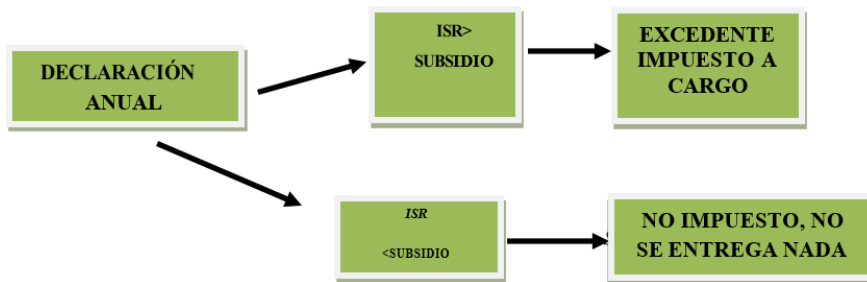 DECLARACIÓN
ANUAL
ISR>
SUBSIDIO
EXCEDENTE
IMPUESTO A
CARGO
ISR
<SUBSIDIO
NO IMPUESTO, NO
SE ENTREGA NADA